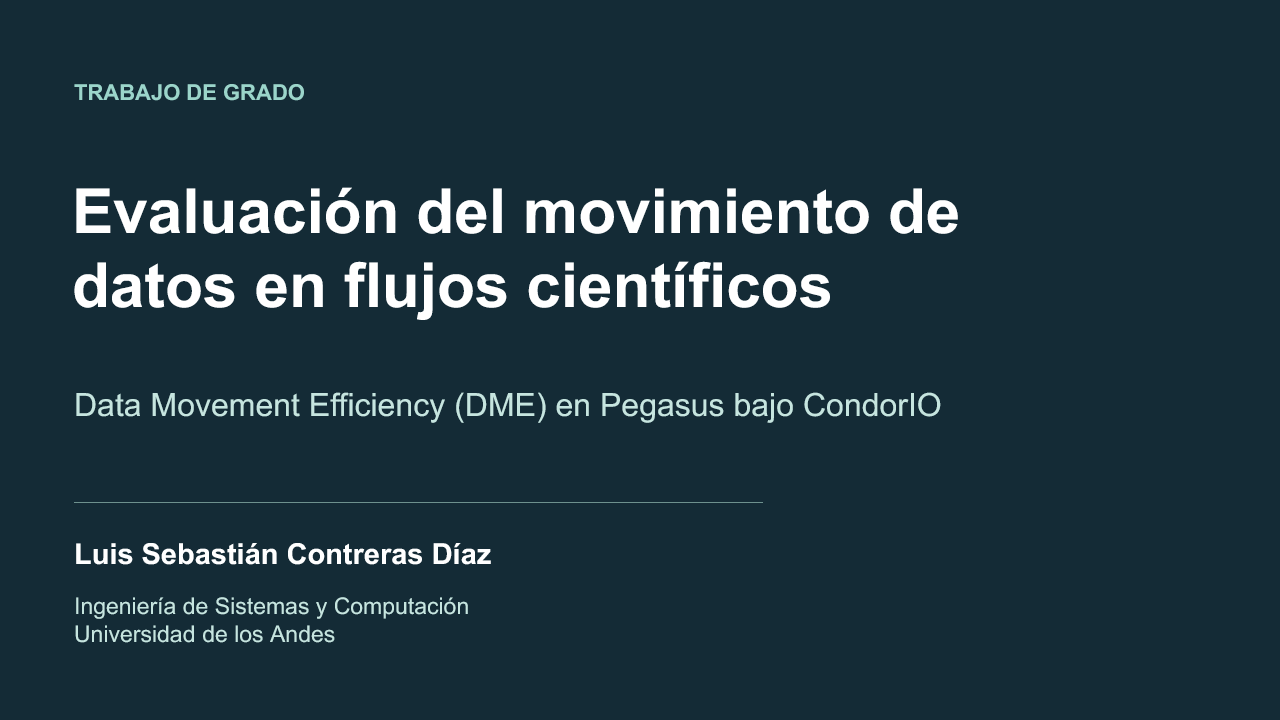 TRABAJO DE GRADO
Evaluación del movimiento de
datos en flujos científicos
Data Movement Efficiency (DME) en Pegasus bajo CondorIO
Luis Sebastián Contreras Díaz
Ingeniería de Sistemas y Computación
Universidad de los Andes